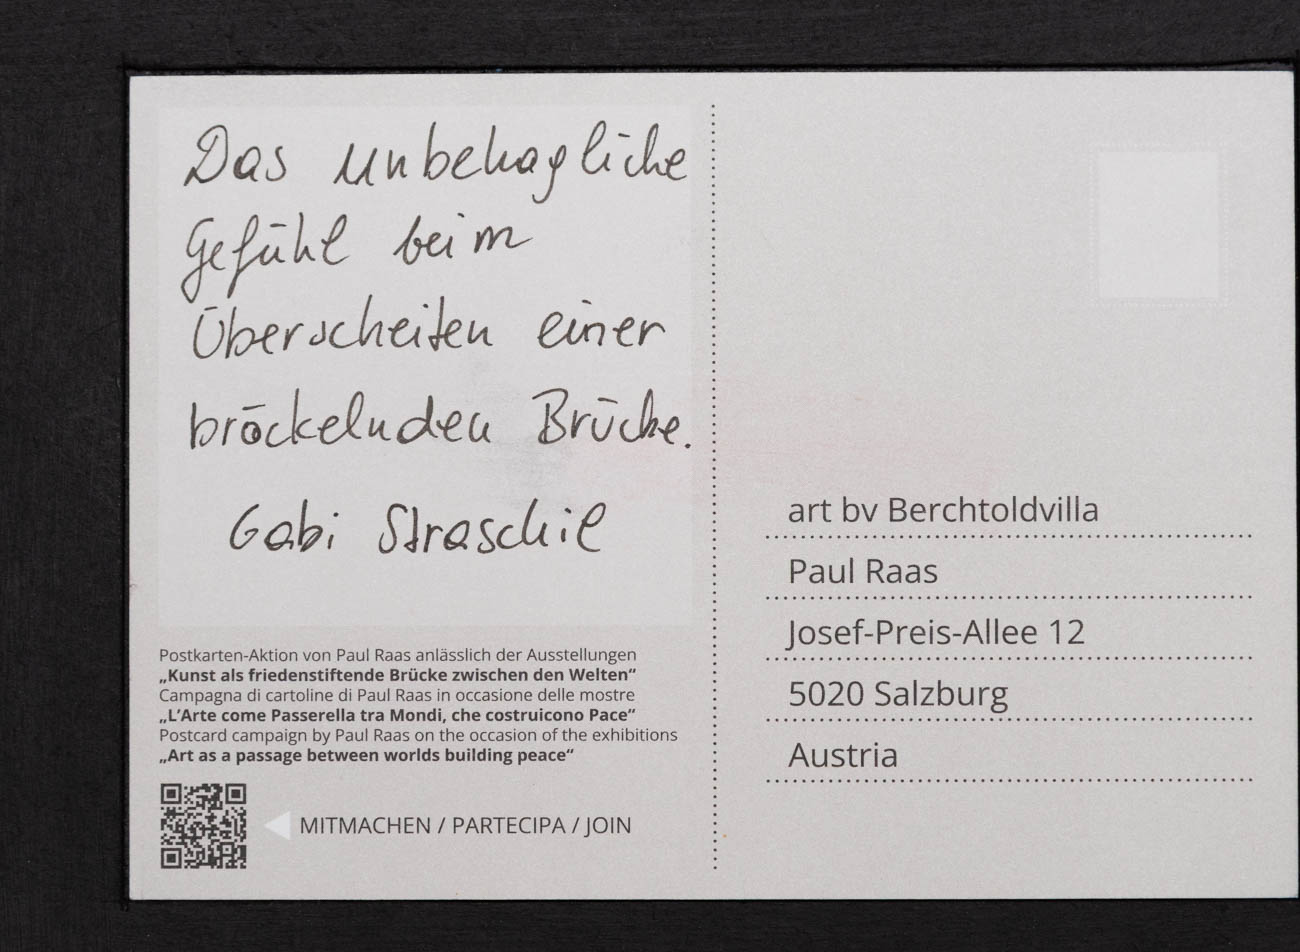 Das unbehagliche
Gefühl beim
Überscheiten einer
bröckelnden Brücke.
Gabi Straschil
Postkarten-Aktion von Paul Raas anlässlich der Ausstellungen
„Kunst als friedenstiftende Brücke zwischen den Welten“
Campagna di cartoline di Paul Raas in occasione delle mostre
„L’Arte come Passerella tra Mondi, che costruicono Pace“
Postcard campaign by Paul Raas on the occasion of the exhibitions
„Art as a passage between worlds building peace“
MITMACHEN / PARTECIPA / JOIN
art bv Berchtoldvilla
Paul Raas
Josef-Preis-Allee 12
5020 Salzburg
Austria